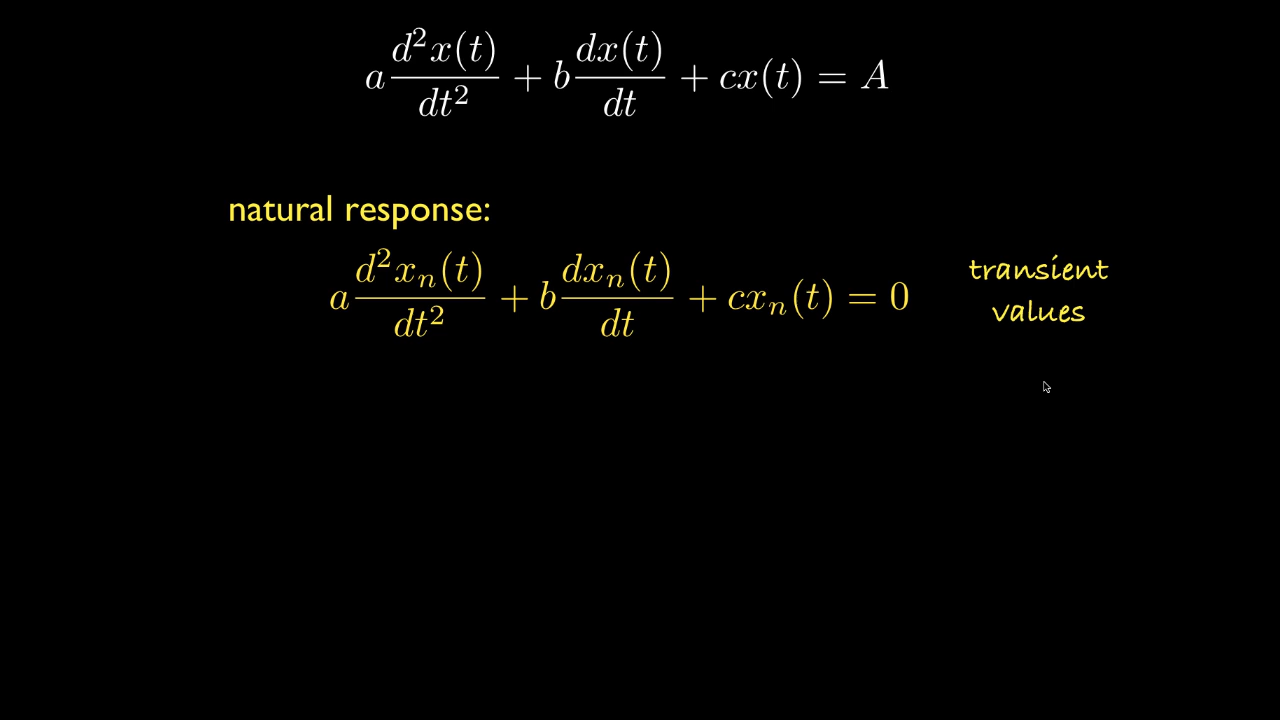 a d²x(t)/dt² + b dx(t)/dt + cx(t) = A
natural response:
a d²xₙ(t)/dt² + b dxₙ(t)/dt + cxₙ(t) = 0
transient
values